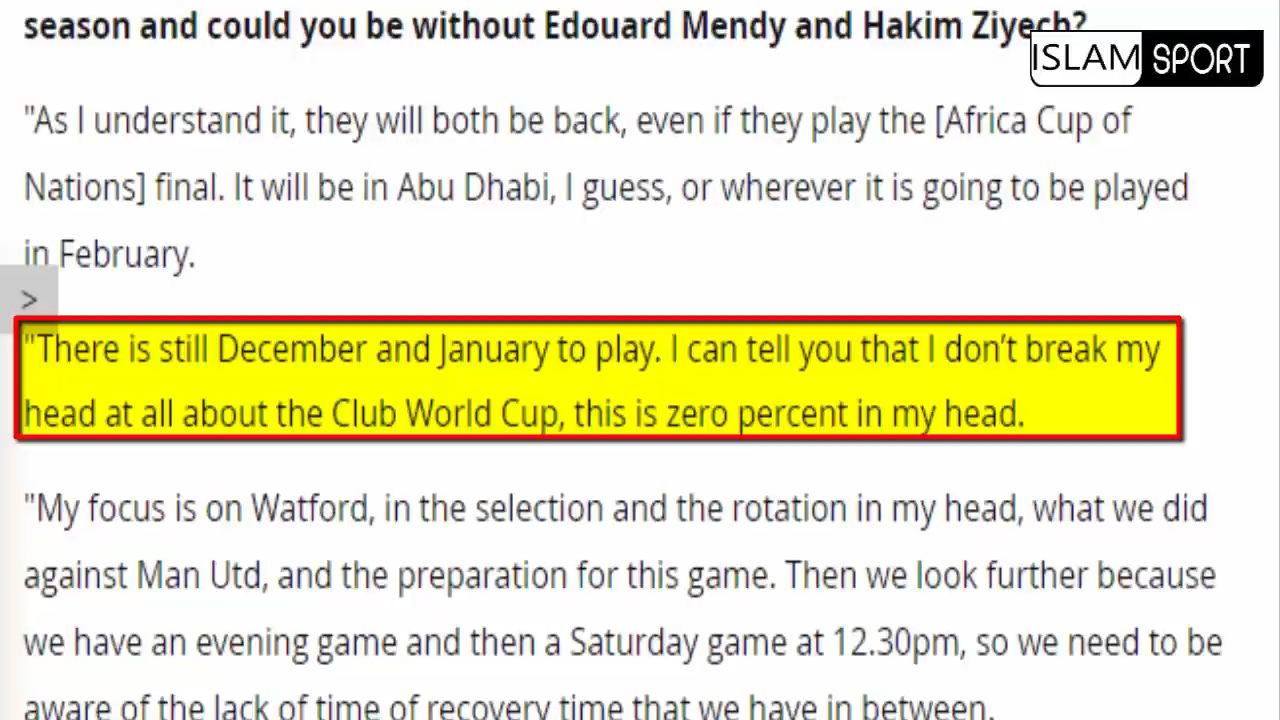 season and could you be without Edouard Mendy and Hakim Ziyech?
ISLAM SPORT
"As I understand it, they will both be back, even if they play the [Africa Cup of
Nations] final. It will be in Abu Dhabi, I guess, or wherever it is going to be played
in February.
>
"There is still December and January to play. I can tell you that I don’t break my
head at all about the Club World Cup, this is zero percent in my head.
"My focus is on Watford, in the selection and the rotation in my head, what we did
against Man Utd, and the preparation for this game. Then we look further because
we have an evening game and then a Saturday game at 12.30pm, so we need to be
aware of the lack of time of recovery time that we have in between.